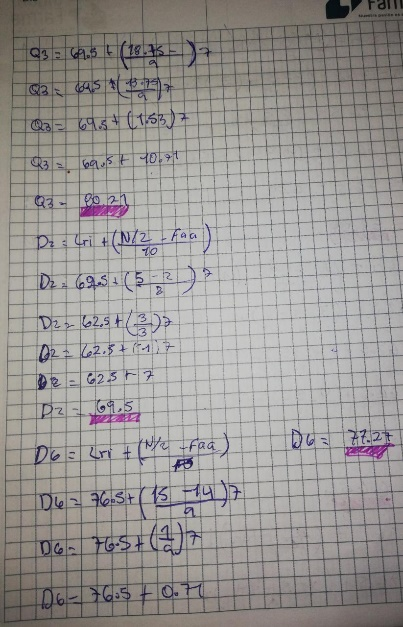 Fam
Q3 = 69.5 + (18.75 - / 9) 7
Q3 = 69.5 + (13.75 / 9) 7
Q3 = 69.5 + (1.53) 7
Q3 = 69.5 + 10.71
Q3 = 80.21
D2 = Lri + (N/2 - Faa / 10)
D2 = 62.5 + (5 - 2 / 3) 7
D2 = 62.5 + (3/3) 7
D2 = 62.5 + (1) 7
D2 = 62.5 + 7
D2 = 69.5
D6 = Lri + (N/2 - Faa / )
D6 = 76.5 + (15 - 14 / 9) 7
D6 = 76.5 + (1/9) 7
D6 = 76.5 + 0.77
D6 = 77.27